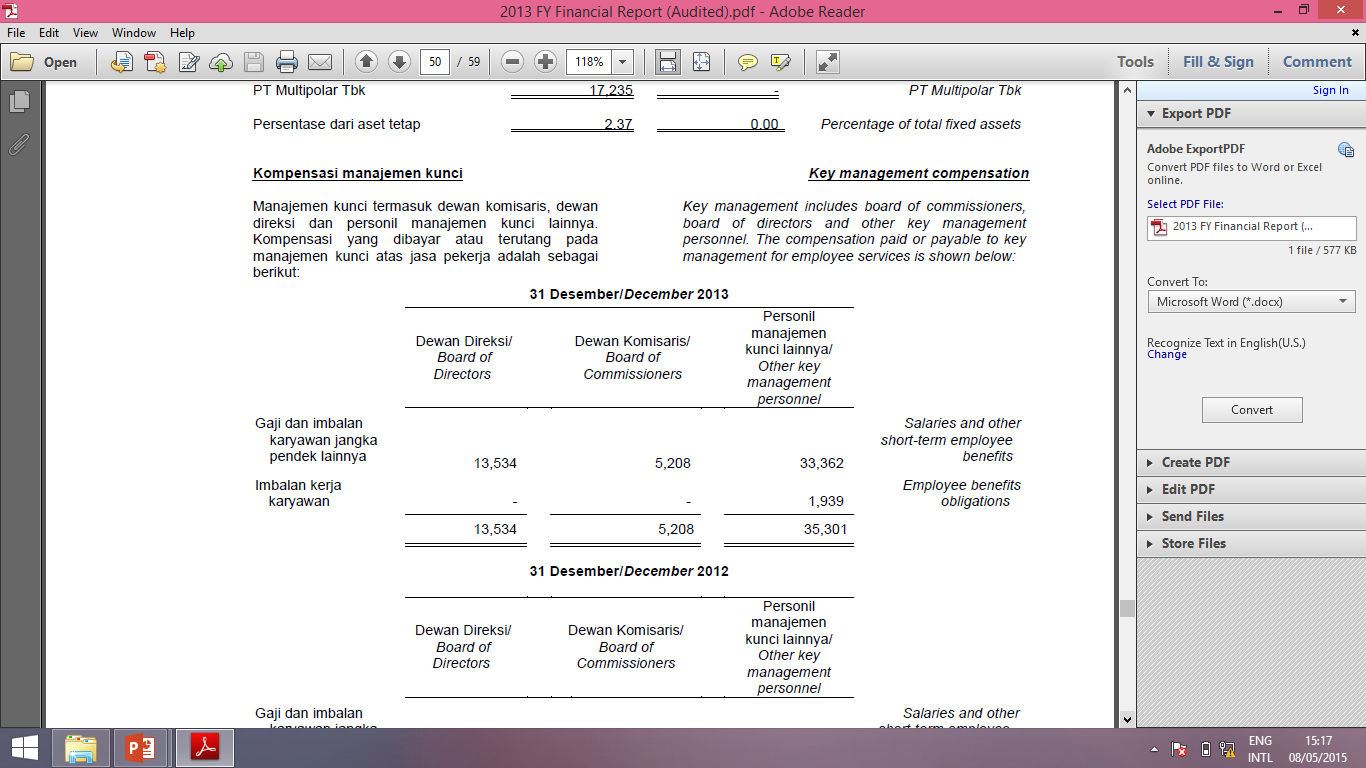 2013 FY Financial Report (Audited).pdf - Adobe Reader
File Edit View Window Help
Open 50 / 59 118% Tools Fill & Sign Comment
PT Multipolar Tbk 17,235 - PT Multipolar Tbk
Persentase dari aset tetap 2.37 0.00 Percentage of total fixed assets
Kompensasi manajemen kunci Key management compensation
Manajemen kunci termasuk dewan komisaris, dewan
direksi dan personil manajemen kunci lainnya.
Kompensasi yang dibayar atau terutang pada
manajemen kunci atas jasa pekerja adalah sebagai
berikut:
Key management includes board of commissioners,
board of directors and other key management
personnel. The compensation paid or payable to key
management for employee services is shown below:
31 Desember/December 2013
Dewan Direksi/
Board of
Directors
Dewan Komisaris/
Board of
Commissioners
Personil
manajemen
kunci lainnya/
Other key
management
personnel
Gaji dan imbalan
karyawan jangka
pendek lainnya
13,534 5,208 33,362
Salaries and other
short-term employee
benefits
Imbalan kerja
karyawan
- - 1,939
Employee benefits
obligations
13,534 5,208 35,301
31 Desember/December 2012
Dewan Direksi/
Board of
Directors
Dewan Komisaris/
Board of
Commissioners
Personil
manajemen
kunci lainnya/
Other key
management
personnel
Gaji dan imbalan
karyawan jangka
Salaries and other
short-term employee
Sign In
Export PDF
Adobe ExportPDF
Convert PDF files to Word or Excel
online.
Select PDF File:
2013 FY Financial Report (...
1 file / 577 KB
Convert To:
Microsoft Word (*.docx)
Recognize Text in English(U.S.)
Change
Convert
Create PDF
Edit PDF
Send Files
Store Files
ENG
INTL
15:17
08/05/2015